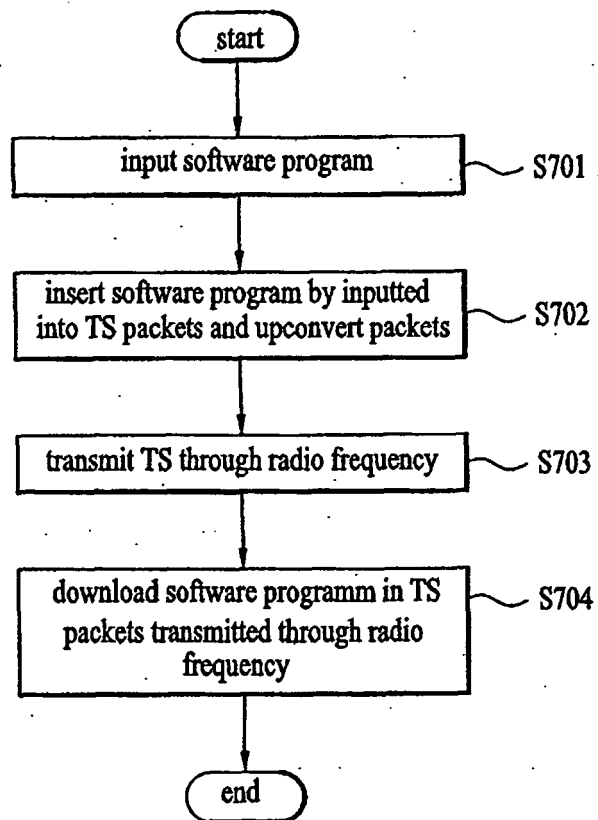 start
input software program
S701
insert software program by inputted
into TS packets and upconvert packets
S702
transmit TS through radio frequency
S703
download software programm in TS
packets transmitted through radio
frequency
S704
end